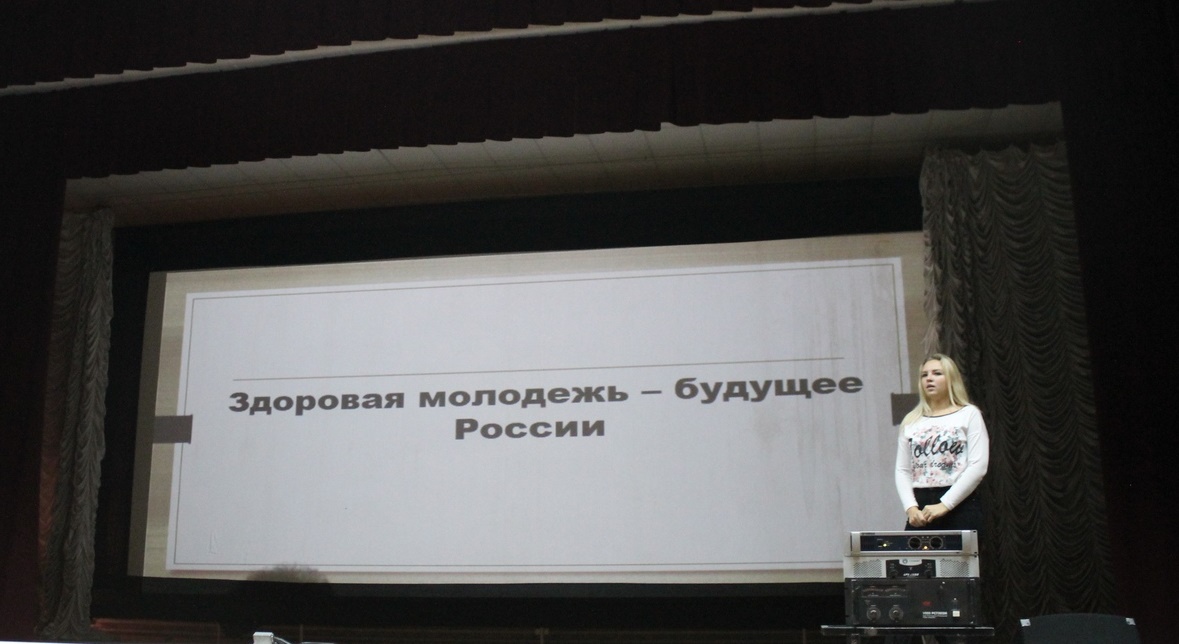 Здоровая молодежь – будущее
России